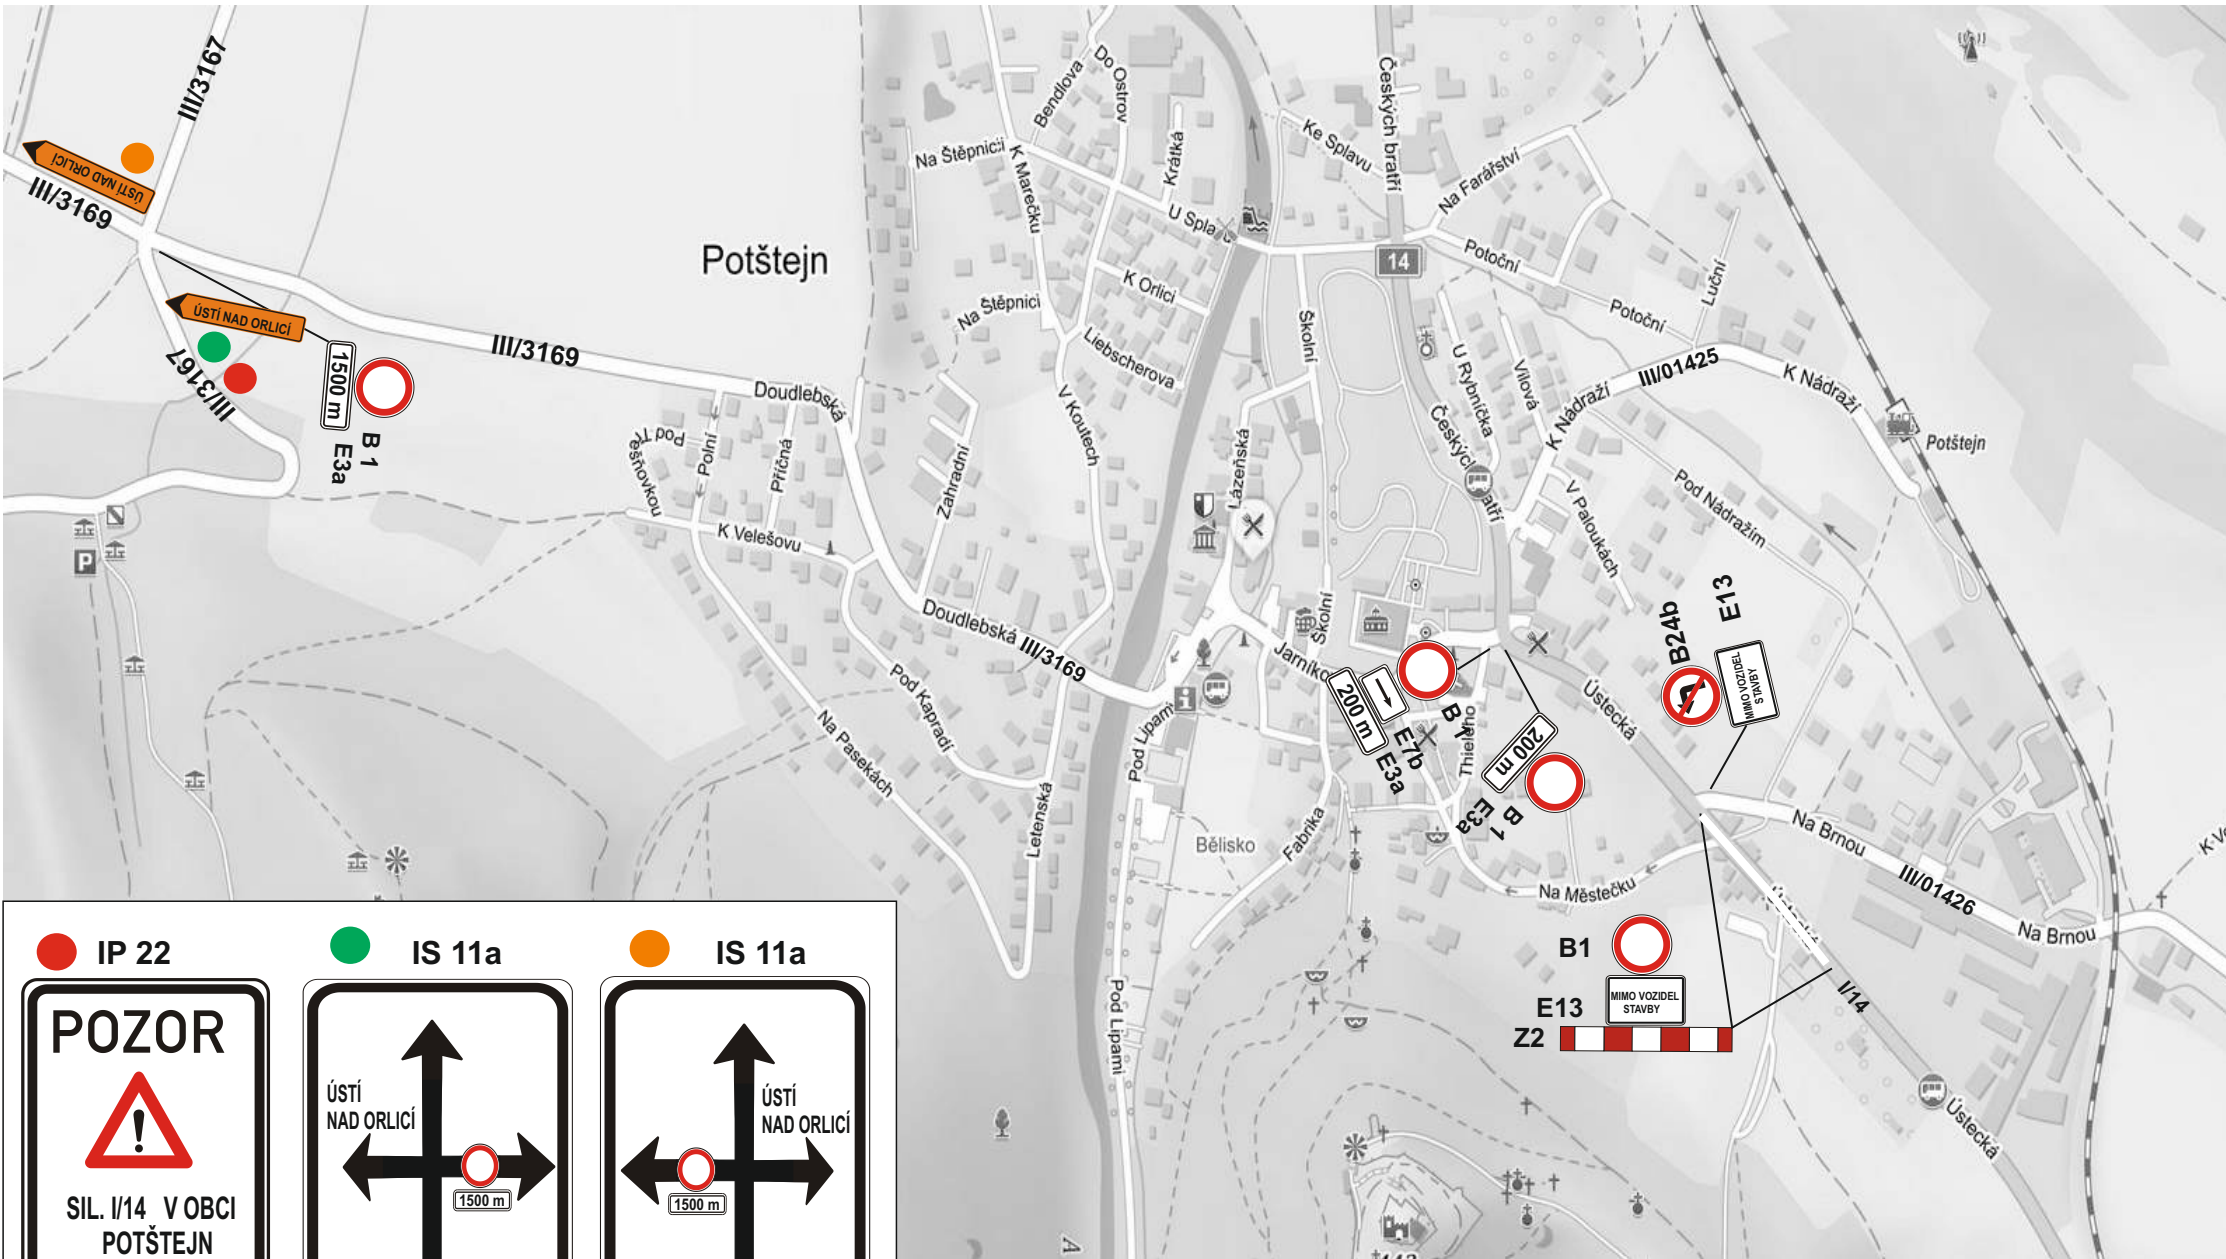 III/3167
ÚSTÍ NAD ORLICÍ
III/3169
ÚSTÍ NAD ORLICÍ
III/3167
1500 m
B 1
E3a
III/3169
Potštejn
Na Štěpnici
K Marečku
Bendlova
Do Ostrov
Krátká
U Spla
K Orlici
Na Štěpnici
Liebscherova
V Koutech
Českých bratří
Ke Splavu
Na Farářství
14
Potoční
Potoční
Luční
Školní
U Rybníčka
Vilová
K Nádraží
III/01425
K Nádraží
Potštejn
Českých
atří
V Paloukách
Pod Nádražím
Lázeňská
Doudlebská
Pod Tř
ešňovkou
Polní
Příčná
Zahradní
K Velešovu
P
Doudlebská
III/3169
Na Pasekách
Pod Kapradí
Letenská
Pod Lipami
Školní
Jarníko
200 m
B 1
E7b
E3a
Thielého
200 m
B 1
E3a
Ústecká
B24b
E13
MIMO VOZIDEL
STAVBY
Na Brnou
III/01426
Na Brnou
Na Městečku
Bělisko
Fabrika
B1
E13
MIMO VOZIDEL
STAVBY
Z2
I/14
Ústecká
Pod Lipami
IP 22
IS 11a
IS 11a
POZOR
!
SIL. I/14 V OBCI
POTŠTEJN
ÚSTÍ
NAD ORLICÍ
1500 m
ÚSTÍ
NAD ORLICÍ
1500 m